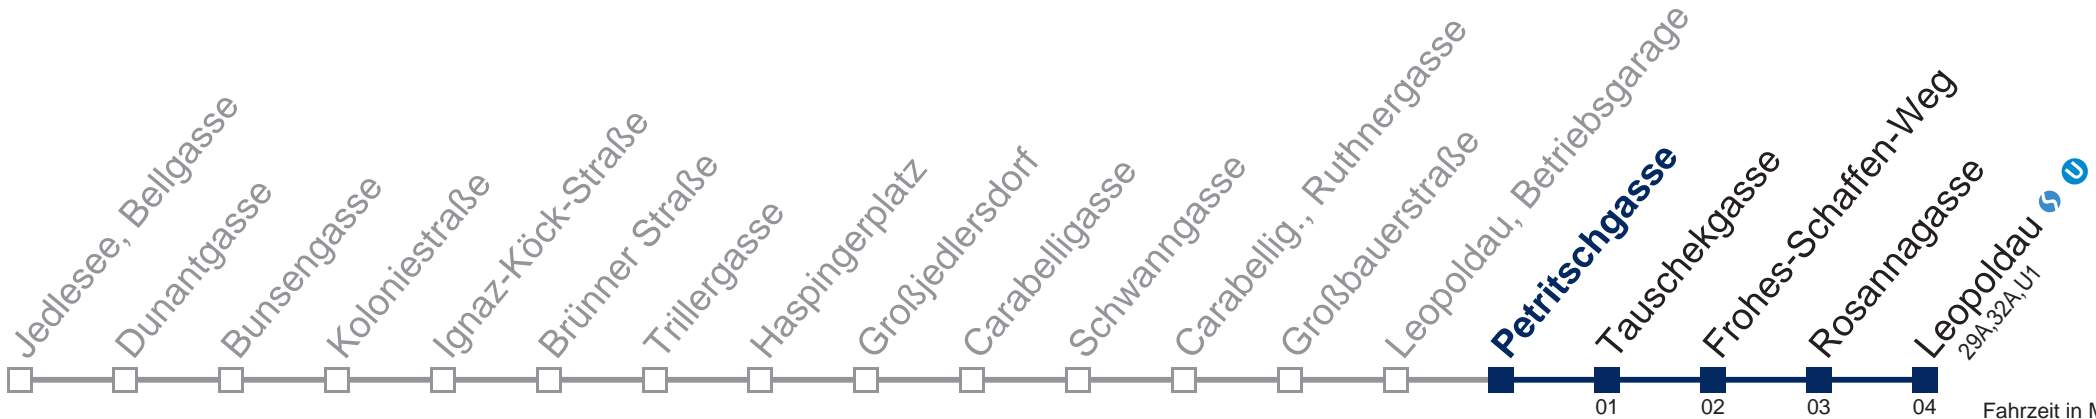 Jedlesee, Bellgasse
Dunantgasse
Bunsengasse
Koloniestraße
Ignaz-Köck-Straße
Brünner Straße
Trillergasse
Haspingerplatz
Großjedlersdorf
Carabelligasse
Schwanngasse
Carabellig., Ruthnergasse
Großbauerstraße
Leopoldau, Betriebsgarage
Petritschgasse
Tauschekgasse
Frohes-Schaffen-Weg
Rosannagasse
Leopoldau S U
29A,32A,U1
01 02 03 04
Fahrzeit in M